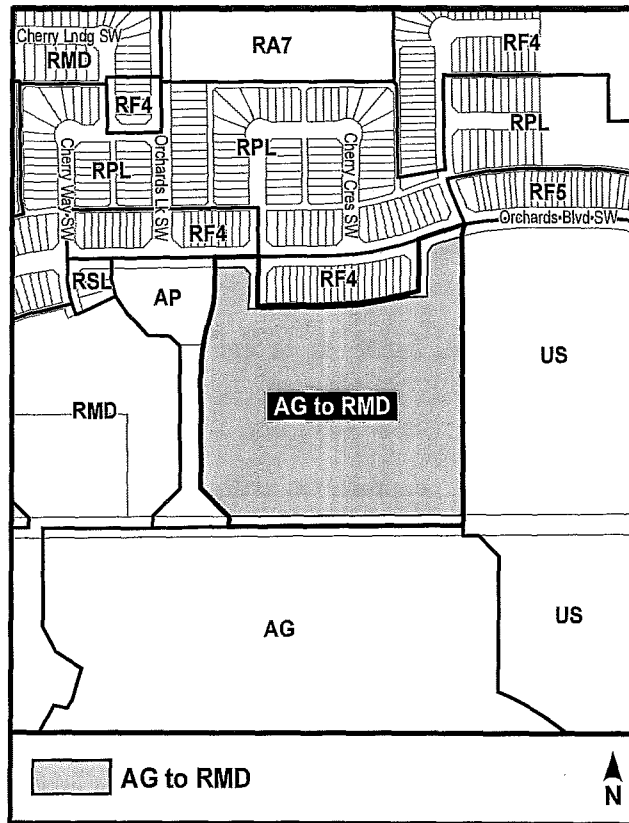 Cherry Lndg SW
RMD
RA7
RF4
RF4
RPL
RPL
RPL
Cherry Way SW
Orchards Lk SW
Cherry Cres SW
RF5
RF4
Orchards Blvd SW
RSL
AP
RF4
US
RMD
AG to RMD
AG
US
AG to RMD
N